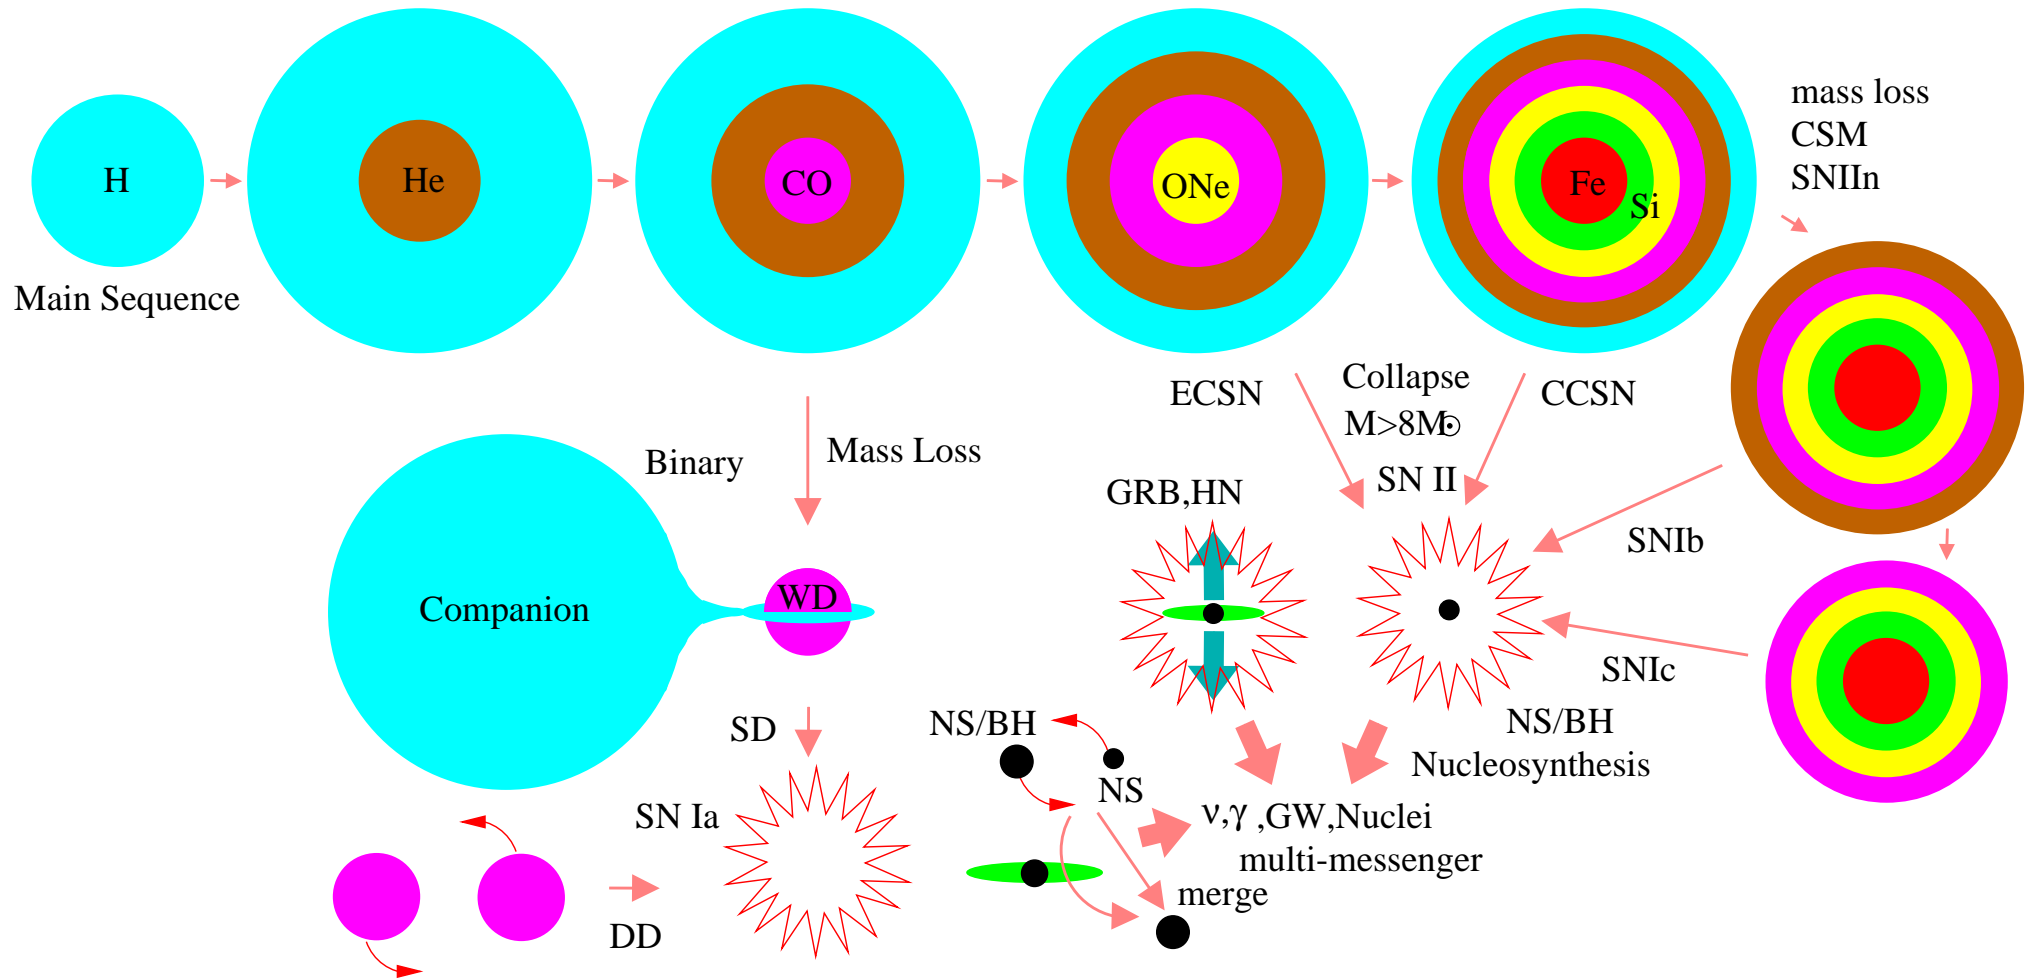 H
He
CO
ONe
Fe
Si
mass loss
CSM
SNIIn
Main Sequence
ECSN
Collapse
M>8M⊙
CCSN
Binary
Mass Loss
GRB,HN
SN II
SNIb
Companion
WD
SNIc
SD
NS/BH
NS
NS/BH
Nucleosynthesis
SN Ia
ν,γ ,GW,Nuclei
multi-messenger
merge
DD